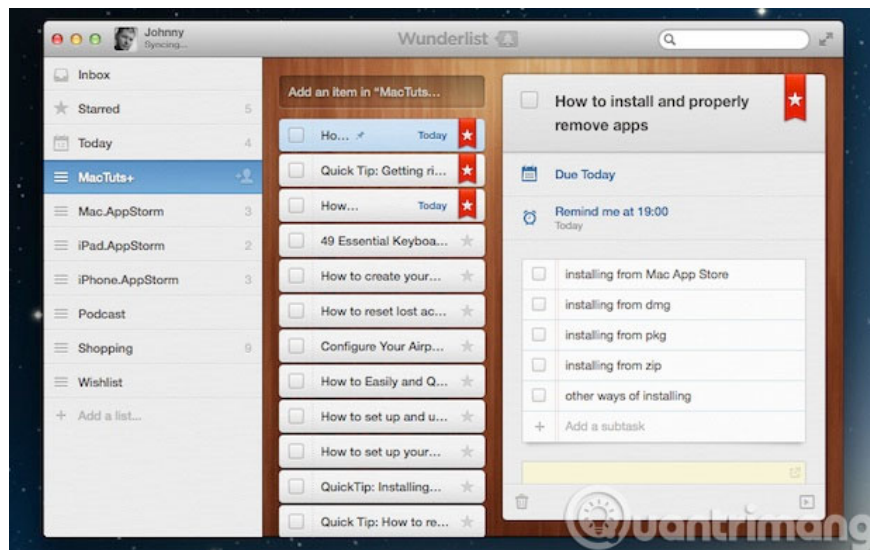 Johnny
Syncing...
Wunderlist
Inbox
Starred 5
Today 4
MacTuts+
Mac.AppStorm 3
iPad.AppStorm 2
iPhone.AppStorm 3
Podcast
Shopping 9
Wishlist
+ Add a list...
Add an item in "MacTuts...
Ho... Today
Quick Tip: Getting ri...
How... Today
49 Essential Keyboa...
How to create your...
How to reset lost ac...
Configure Your Airp...
How to Easily and Q...
How to set up and u...
How to set up your...
QuickTip: Installing...
Quick Tip: How to re...
How to install and properly
remove apps
Due Today
Remind me at 19:00
Today
installing from Mac App Store
installing from dmg
installing from pkg
installing from zip
other ways of installing
+ Add a subtask
Quantrimang